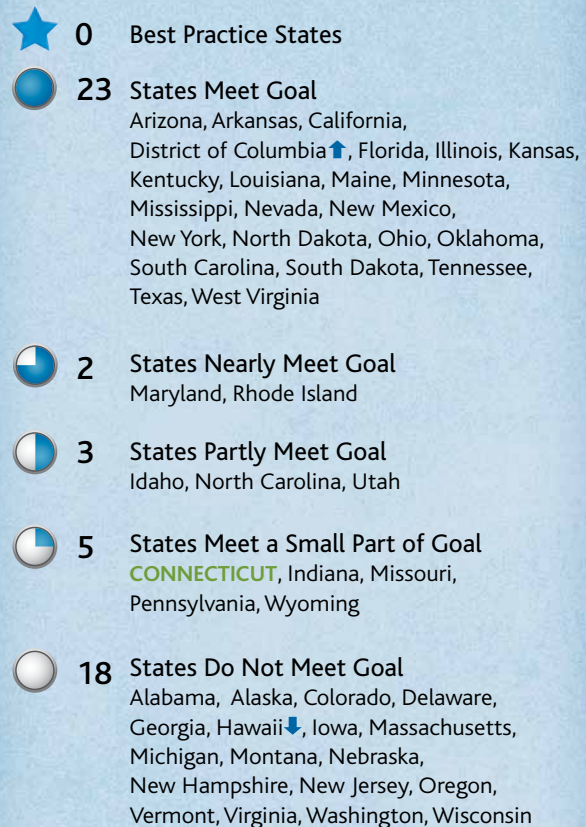 0 Best Practice States
23 States Meet Goal
Arizona, Arkansas, California,
District of Columbia⬆, Florida, Illinois, Kansas,
Kentucky, Louisiana, Maine, Minnesota,
Mississippi, Nevada, New Mexico,
New York, North Dakota, Ohio, Oklahoma,
South Carolina, South Dakota, Tennessee,
Texas, West Virginia
2 States Nearly Meet Goal
Maryland, Rhode Island
3 States Partly Meet Goal
Idaho, North Carolina, Utah
5 States Meet a Small Part of Goal
CONNECTICUT, Indiana, Missouri,
Pennsylvania, Wyoming
18 States Do Not Meet Goal
Alabama, Alaska, Colorado, Delaware,
Georgia, Hawaii⬇, Iowa, Massachusetts,
Michigan, Montana, Nebraska,
New Hampshire, New Jersey, Oregon,
Vermont, Virginia, Washington, Wisconsin